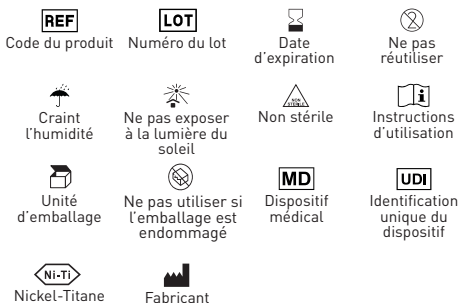 REF
LOT
Code du produit
Numéro du lot
Date
d'expiration
2
Ne pas
réutiliser
Craint
l'humidité
Ne pas exposer
à la lumière du
soleil
NON
STERILE
Non stérile
i
Instructions
d'utilisation
Unité
d'emballage
Ne pas utiliser si
l'emballage est
endommagé
MD
Dispositif
médical
UDI
Identification
unique du
dispositif
Ni-Ti
Nickel-Titane
Fabricant